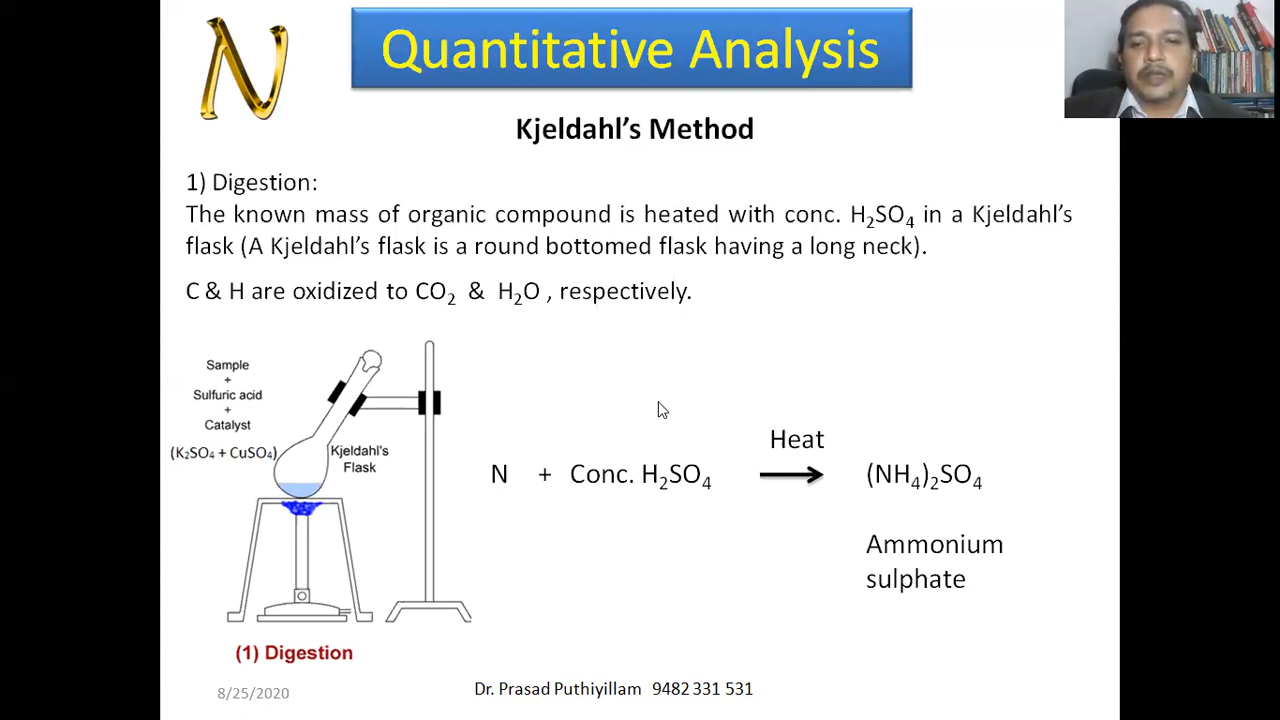 N
Quantitative Analysis
Kjeldahl's Method
1) Digestion:
The known mass of organic compound is heated with conc. H₂SO₄ in a Kjeldahl's
flask (A Kjeldahl's flask is a round bottomed flask having a long neck).
C & H are oxidized to CO₂ & H₂O , respectively.
Sample
+
Sulfuric acid
+
Catalyst
(K₂SO₄ + CuSO₄)
Kjeldahl's
Flask
Heat
N + Conc. H₂SO₄ → (NH₄)₂SO₄
Ammonium
sulphate
(1) Digestion
8/25/2020
Dr. Prasad Puthiyillam 9482 331 531